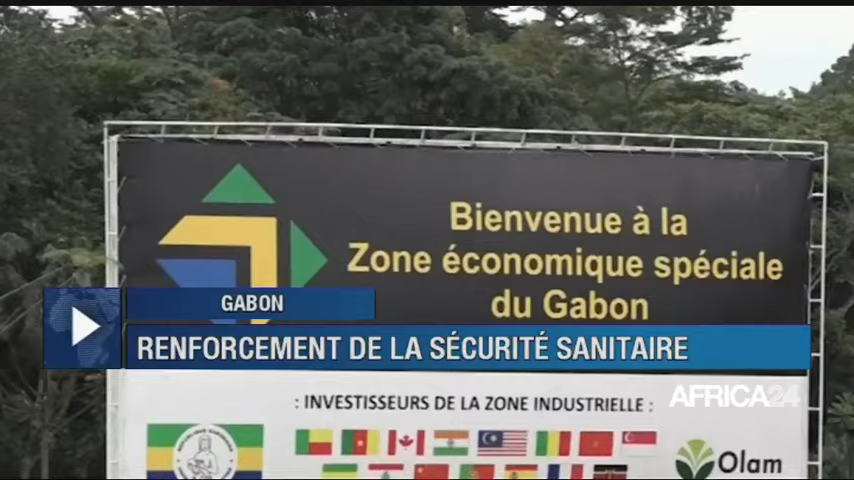 Bienvenue à la
Zone économique spéciale
du Gabon
GABON
RENFORCEMENT DE LA SÉCURITÉ SANITAIRE
: INVESTISSEURS DE LA ZONE INDUSTRIELLE :
AFRICA24
Olam